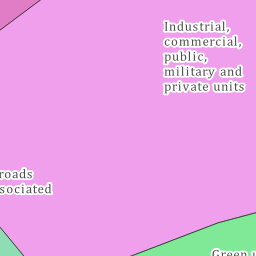 Industrial,
commercial,
public,
military and
private units
roads
sociated
Green u